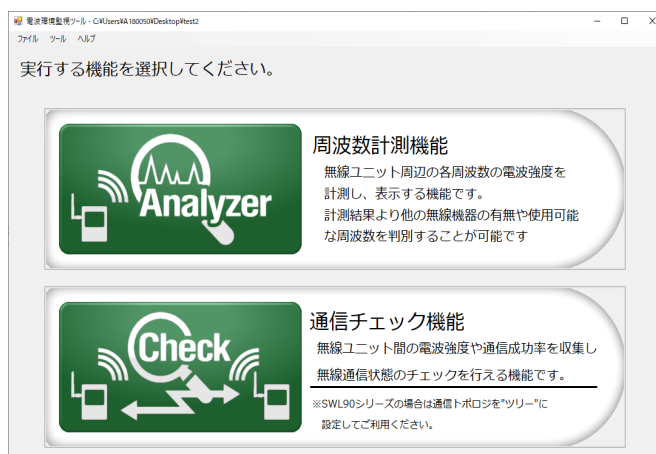 電波環境監視ツール - C:¥Users¥A180050¥Desktop¥test2
ファイル ツール ヘルプ
実行する機能を選択してください。
Analyzer
周波数計測機能
無線ユニット周辺の各周波数の電波強度を
計測し、表示する機能です。
計測結果より他の無線機器の有無や使用可能
な周波数を判別することが可能です
Check
通信チェック機能
無線ユニット間の電波強度や通信成功率を収集し
無線通信状態のチェックを行える機能です。
※SWL90シリーズの場合は通信トポロジを"ツリー"に
設定してご利用ください。